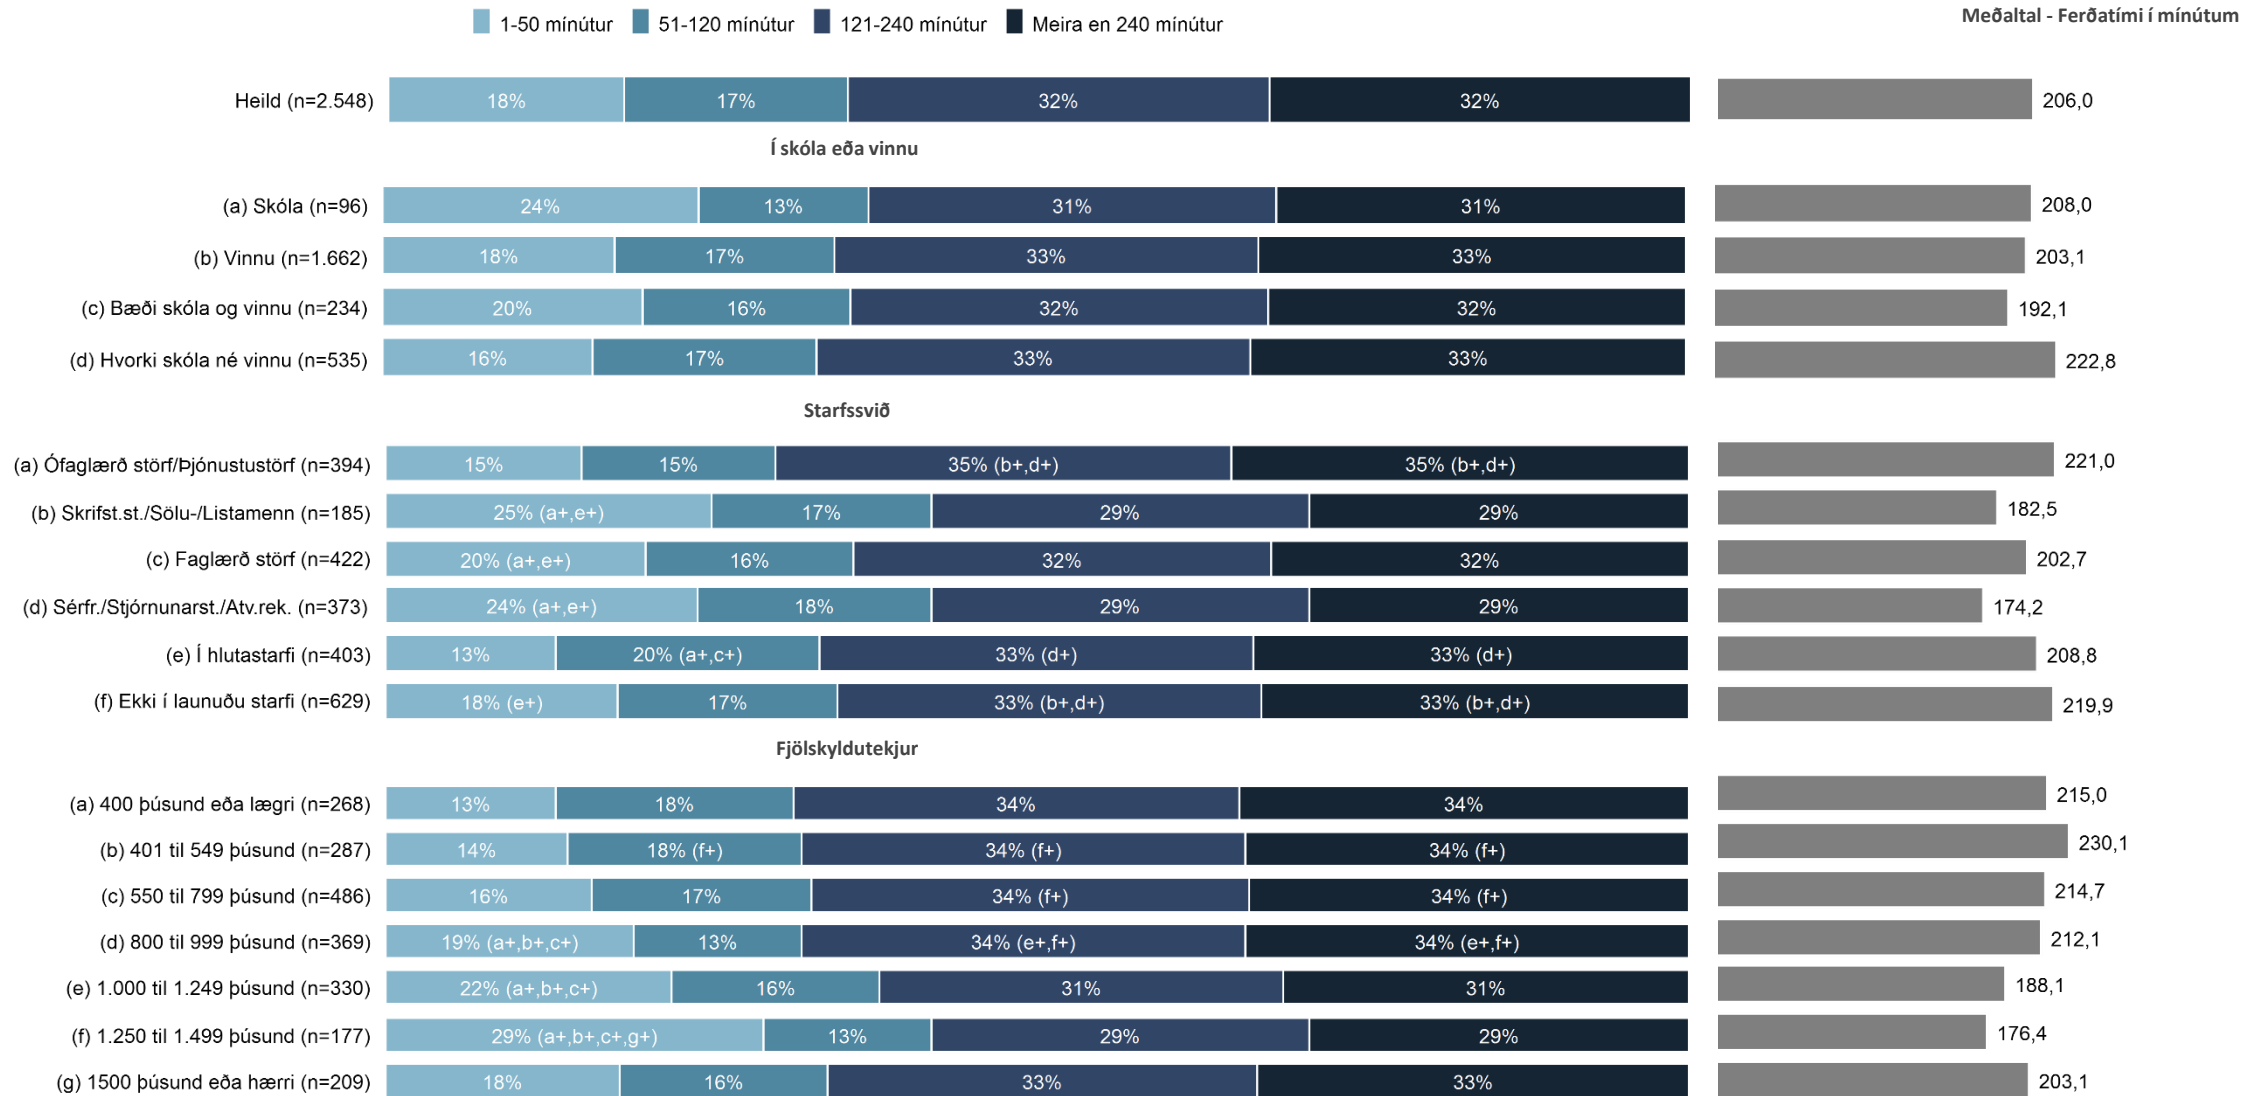 1-50 mínútur 51-120 mínútur 121-240 mínútur Meira en 240 mínútur Meðaltal - Ferðatími í mínútum
Heild (n=2.548) 18% 17% 32% 32% 206,0
Í skóla eða vinnu
(a) Skóla (n=96) 24% 13% 31% 31% 208,0
(b) Vinnu (n=1.662) 18% 17% 33% 33% 203,1
(c) Bæði skóla og vinnu (n=234) 20% 16% 32% 32% 192,1
(d) Hvorki skóla né vinnu (n=535) 16% 17% 33% 33% 222,8
Starfssvið
(a) Ófaglærð störf/Þjónustustörf (n=394) 15% 15% 35% (b+,d+) 35% (b+,d+) 221,0
(b) Skrifst.st./Sölu-/Listamenn (n=185) 25% (a+,e+) 17% 29% 29% 182,5
(c) Faglærð störf (n=422) 20% (a+,e+) 16% 32% 32% 202,7
(d) Sérfr./Stjórnunarst./Atv.rek. (n=373) 24% (a+,e+) 18% 29% 29% 174,2
(e) Í hlutastarfi (n=403) 13% 20% (a+,c+) 33% (d+) 33% (d+) 208,8
(f) Ekki í launuðu starfi (n=629) 18% (e+) 17% 33% (b+,d+) 33% (b+,d+) 219,9
Fjölskyldutekjur
(a) 400 þúsund eða lægri (n=268) 13% 18% 34% 34% 215,0
(b) 401 til 549 þúsund (n=287) 14% 18% (f+) 34% (f+) 34% (f+) 230,1
(c) 550 til 799 þúsund (n=486) 16% 17% 34% (f+) 34% (f+) 214,7
(d) 800 til 999 þúsund (n=369) 19% (a+,b+,c+) 13% 34% (e+,f+) 34% (e+,f+) 212,1
(e) 1.000 til 1.249 þúsund (n=330) 22% (a+,b+,c+) 16% 31% 31% 188,1
(f) 1.250 til 1.499 þúsund (n=177) 29% (a+,b+,c+,g+) 13% 29% 29% 176,4
(g) 1500 þúsund eða hærri (n=209) 18% 16% 33% 33% 203,1